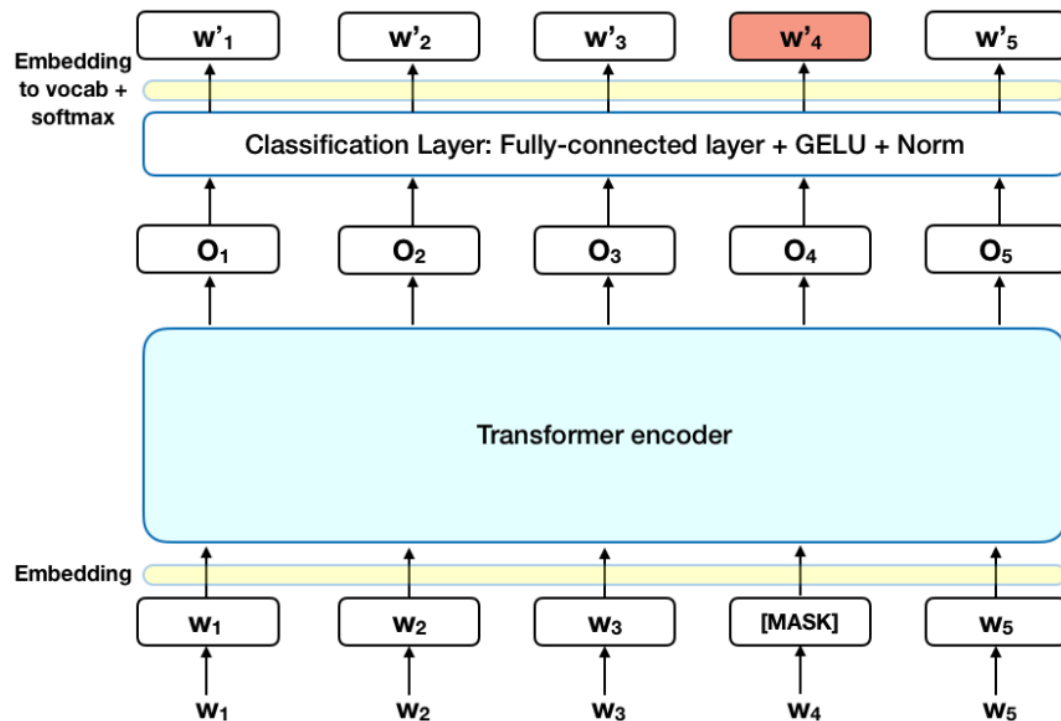 w'₁ w'₂ w'₃ w'₄ w'₅
Embedding
to vocab +
softmax
Classification Layer: Fully-connected layer + GELU + Norm
O₁ O₂ O₃ O₄ O₅
Transformer encoder
Embedding
w₁ w₂ w₃ [MASK] w₅
w₁ w₂ w₃ w₄ w₅